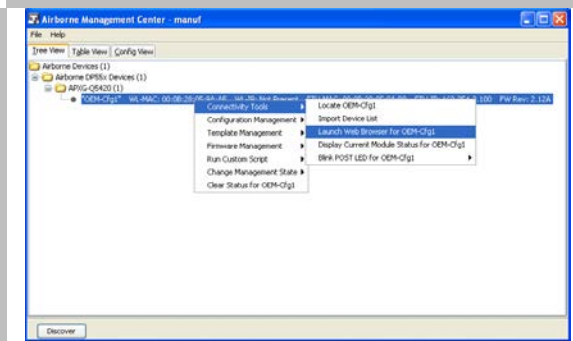 Airborne Management Center - manuf
File Help
Tree View Table View Config View
Airborne Devices (1)
Airborne DP55x Devices (1)
APXG-Q5420 (1)
"OEM-Cfg1" WL-MAC: 00:0B:28 Not Present 100 FW Rev: 2.12A
Connectivity Tools
Configuration Management
Template Management
Firmware Management
Run Custom Script
Change Management State
Clear Status for OEM-Cfg1
Locate OEM-Cfg1
Import Device List
Launch Web Browser for OEM-Cfg1
Display Current Module Status for OEM-Cfg1
Blink POST LED for OEM-Cfg1
Discover